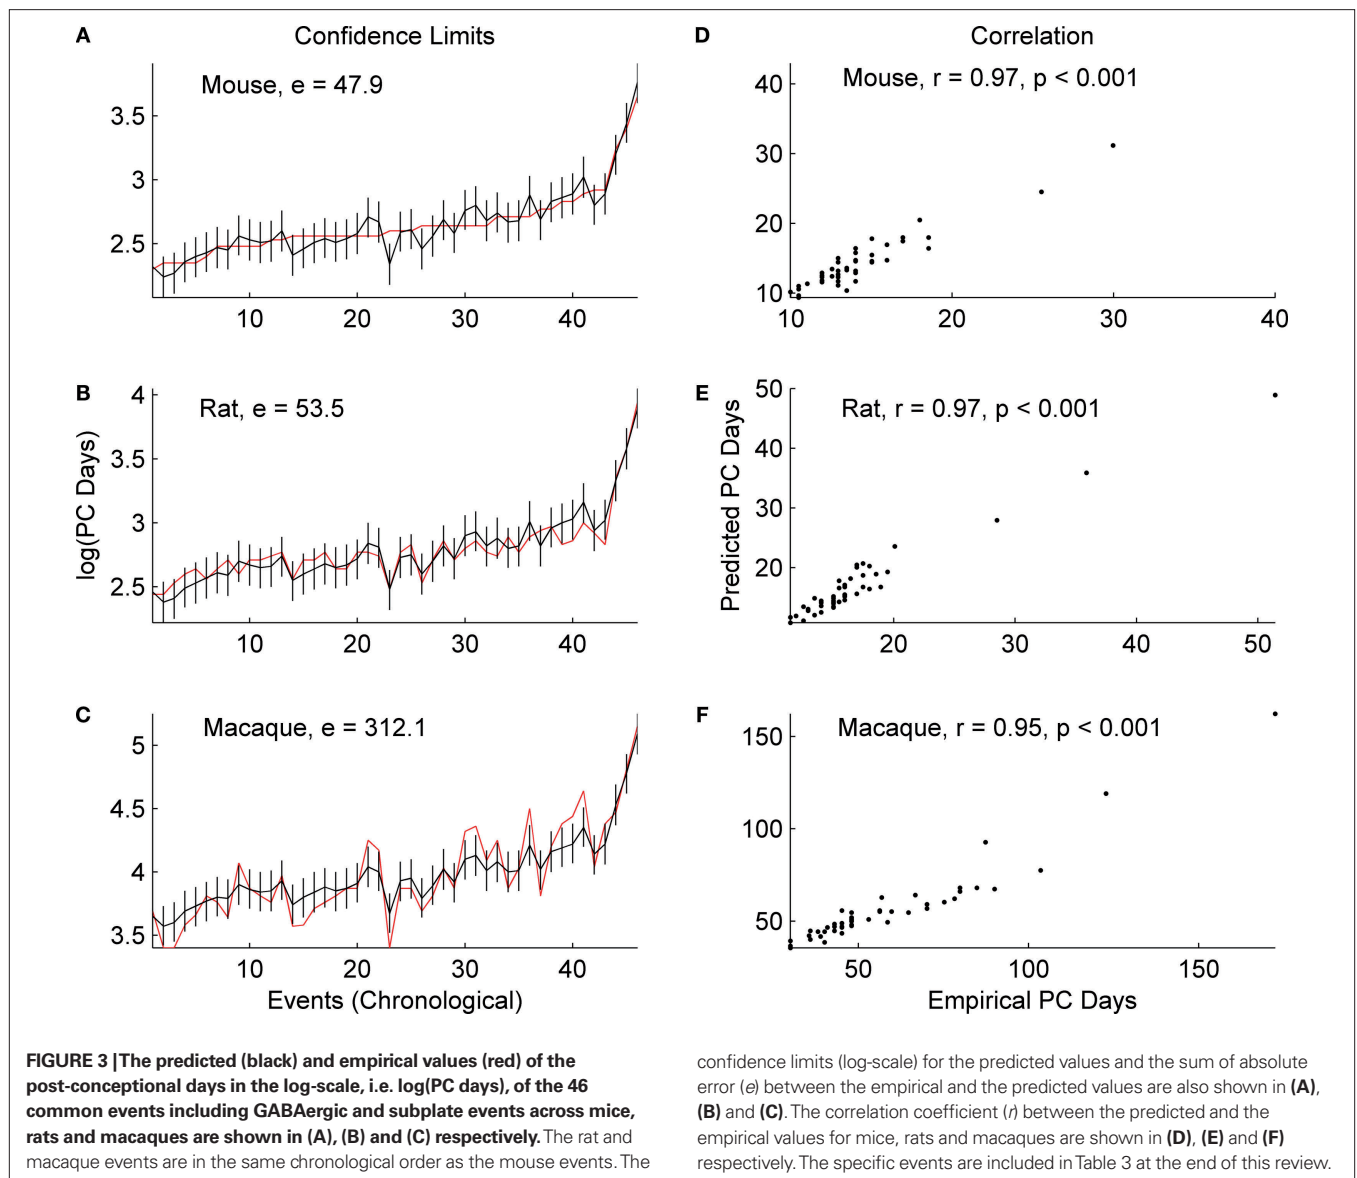 A
Confidence Limits
Mouse, e = 47.9
3.5
3
2.5
10 20 30 40
B
Rat, e = 53.5
log(PC Days)
4
3.5
3
2.5
10 20 30 40
C
Macaque, e = 312.1
5
4.5
4
3.5
10 20 30 40
Events (Chronological)
D
Correlation
Mouse, r = 0.97, p < 0.001
40
30
20
10
10 20 30 40
E
Rat, r = 0.97, p < 0.001
Predicted PC Days
50
40
30
20
20 30 40 50
F
Macaque, r = 0.95, p < 0.001
150
100
50
50 100 150
Empirical PC Days
FIGURE 3 | The predicted (black) and empirical values (red) of the
post-conceptional days in the log-scale, i.e. log(PC days), of the 46
common events including GABAergic and subplate events across mice,
rats and macaques are shown in (A), (B) and (C) respectively. The rat and
macaque events are in the same chronological order as the mouse events. The
confidence limits (log-scale) for the predicted values and the sum of absolute
error (e) between the empirical and the predicted values are also shown in (A),
(B) and (C). The correlation coefficient (r) between the predicted and the
empirical values for mice, rats and macaques are shown in (D), (E) and (F)
respectively. The specific events are included in Table 3 at the end of this review.